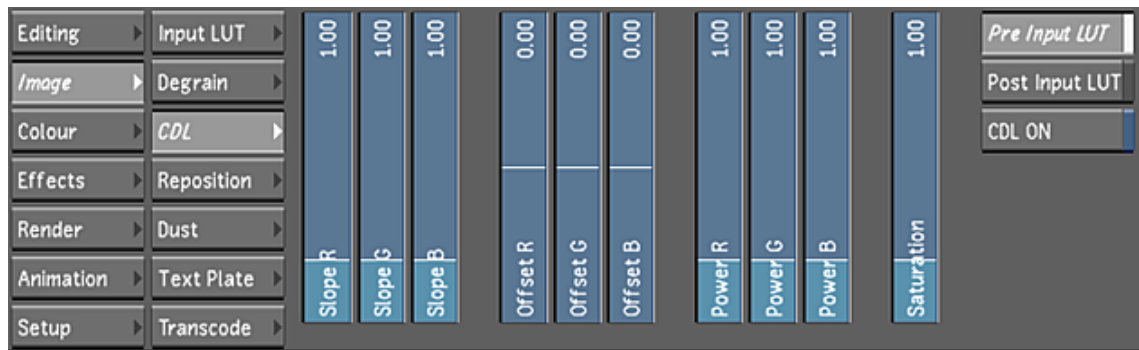 Editing
Image
Colour
Effects
Render
Animation
Setup
Input LUT
Degrain
CDL
Reposition
Dust
Text Plate
Transcode
Slope R 1.00
Slope G 1.00
Slope B 1.00
Offset R 0.00
Offset G 0.00
Offset B 0.00
Power R 1.00
Power G 1.00
Power B 1.00
Saturation 1.00
Pre Input LUT
Post Input LUT
CDL ON